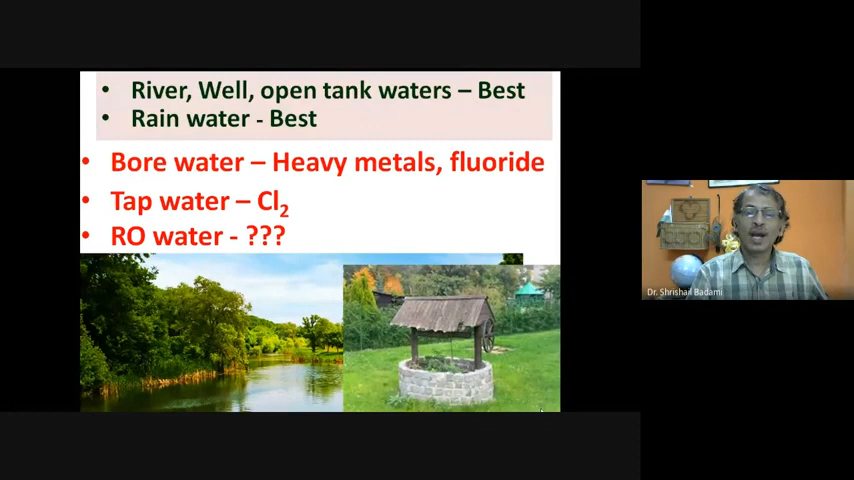 • River, Well, open tank waters – Best
• Rain water - Best
• Bore water – Heavy metals, fluoride
• Tap water – Cl₂
• RO water - ???
Dr. Shrishail Badami